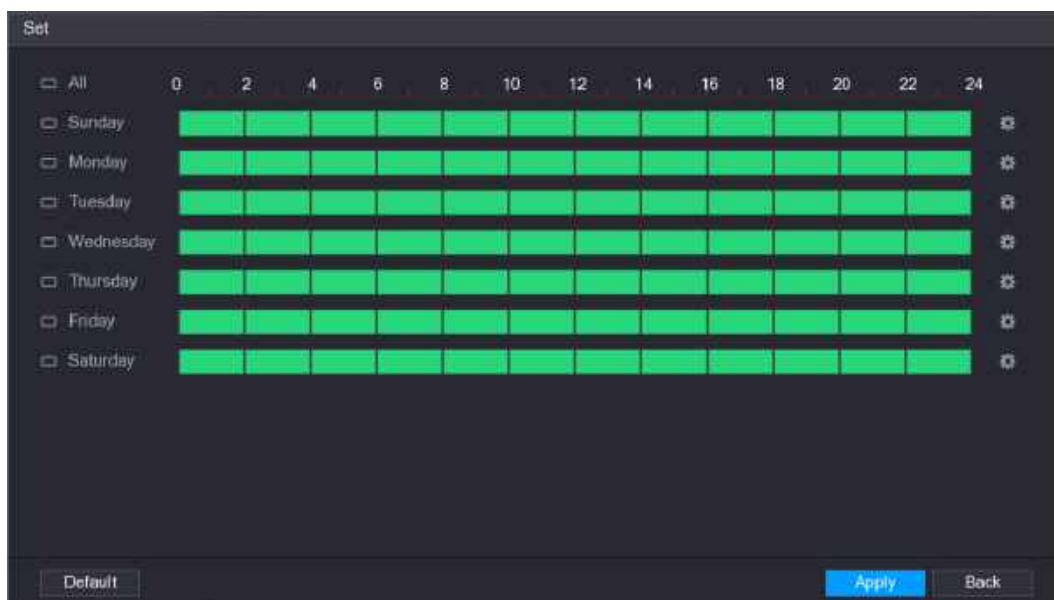 Set
All 0 2 4 6 8 10 12 14 16 18 20 22 24
Sunday
Monday
Tuesday
Wednesday
Thursday
Friday
Saturday
Default Apply Back